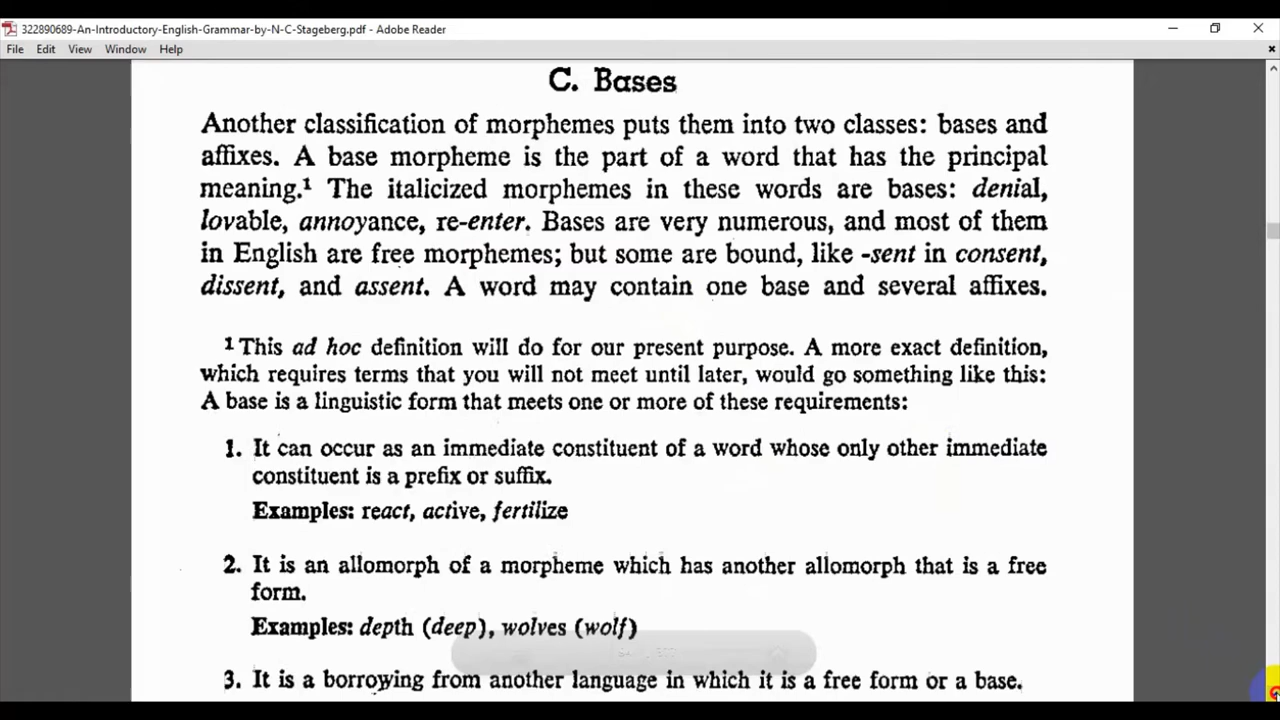 322890689-An-Introductory-English-Grammar-by-N-C-Stageberg.pdf - Adobe Reader
File Edit View Window Help
C. Bases
Another classification of morphemes puts them into two classes: bases and
affixes. A base morpheme is the part of a word that has the principal
meaning.¹ The italicized morphemes in these words are bases: denial,
lovable, annoyance, re-enter. Bases are very numerous, and most of them
in English are free morphemes; but some are bound, like -sent in consent,
dissent, and assent. A word may contain one base and several affixes.
¹ This ad hoc definition will do for our present purpose. A more exact definition,
which requires terms that you will not meet until later, would go something like this:
A base is a linguistic form that meets one or more of these requirements:
1. It can occur as an immediate constituent of a word whose only other immediate
constituent is a prefix or suffix.
Examples: react, active, fertilize
2. It is an allomorph of a morpheme which has another allomorph that is a free
form.
Examples: depth (deep), wolves (wolf)
3. It is a borrowing from another language in which it is a free form or a base.